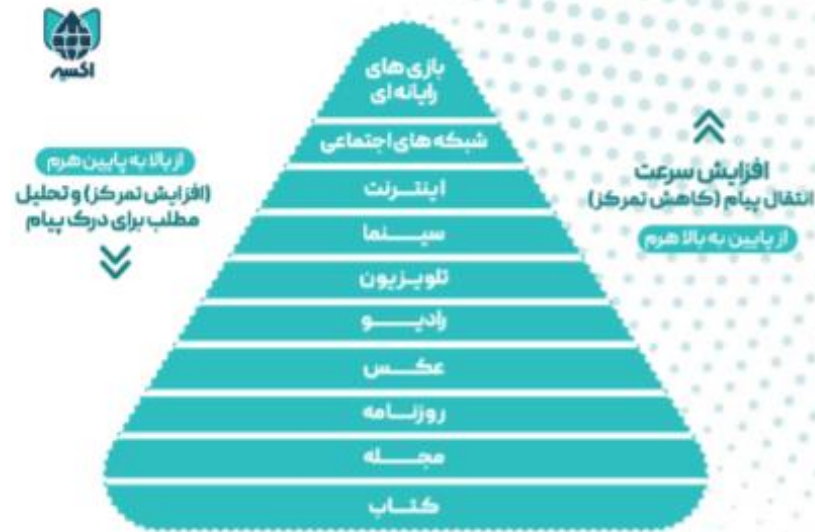 اکسیر
بازی های
رایانه ای
شبکه های اجتماعی
اینترنت
سینما
تلویزیون
رادیو
عکس
روزنامه
مجله
کتاب
افزایش سرعت
انتقال پیام (کاهش تمرکز)
از پایین به بالا هرم
از بالا به پایین هرم
(افزایش تمرکز) و تحلیل
مطلب برای درک پیام